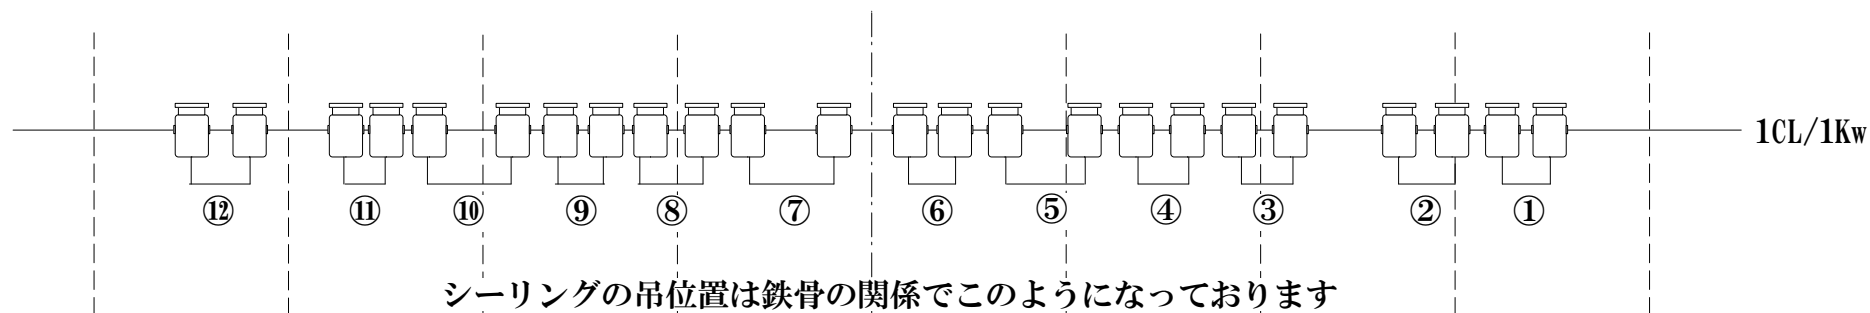 1CL/1Kw
⑫ ⑪ ⑩ ⑨ ⑧ ⑦ ⑥ ⑤ ④ ③ ② ①
シーリングの吊位置は鉄骨の関係でこのようになっております